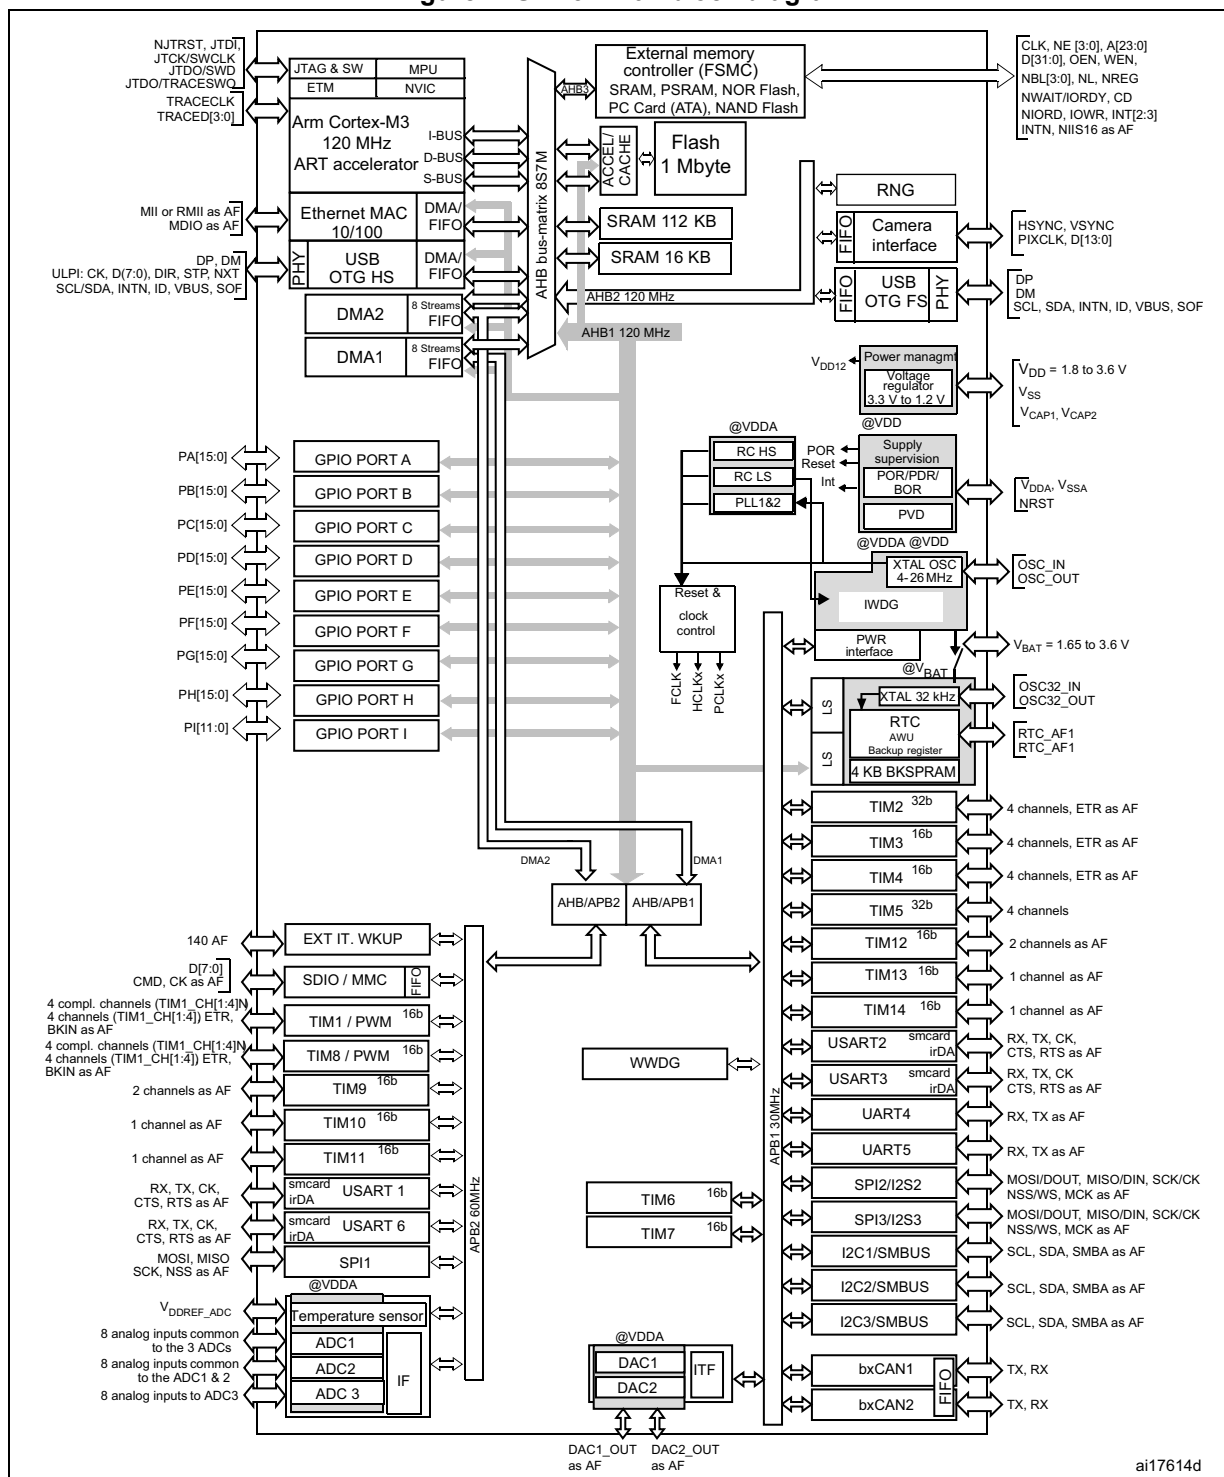 NJTRST, JTDI,
JTCK/SWCLK
JTDO/SWD
JTDO/TRACESWO
TRACECLK
TRACED[3:0]
JTAG & SW
MPU
ETM
NVIC
Arm Cortex-M3
120 MHz
ART accelerator
I-BUS
D-BUS
S-BUS
MII or RMII as AF
MDIO as AF
Ethernet MAC
10/100
DMA/
FIFO
DP, DM
ULPI: CK, D(7:0), DIR, STP, NXT
SCL/SDA, INTN, ID, VBUS, SOF
PHY
USB
OTG HS
DMA/
FIFO
DMA2
8 Streams
FIFO
DMA1
8 Streams
FIFO
AHB bus-matrix 8S7M
AHB3
External memory
controller (FSMC)
SRAM, PSRAM, NOR Flash,
PC Card (ATA), NAND Flash
CLK, NE [3:0], A[23:0]
D[31:0], OEN, WEN,
NBL[3:0], NL, NREG
NWAIT/IORDY, CD
NIORD, IOWR, INT[2:3]
INTN, NIIS16 as AF
ACCEL/
CACHE
Flash
1 Mbyte
SRAM 112 KB
SRAM 16 KB
AHB2 120 MHz
AHB1 120 MHz
RNG
FIFO
Camera
interface
HSYNC, VSYNC
PIXCLK, D[13:0]
FIFO
USB
OTG FS
PHY
DP
DM
SCL, SDA, INTN, ID, VBUS, SOF
VDD12
Power managmt
Voltage
regulator
3.3 V to 1.2 V
VDD = 1.8 to 3.6 V
VSS
VCAP1, VCAP2
@VDD
@VDDA
RC HS
RC LS
PLL1&2
POR
Reset
Int
Supply
supervision
POR/PDR/
BOR
PVD
VDDA, VSSA
NRST
@VDDA @VDD
XTAL OSC
4-26 MHz
OSC_IN
OSC_OUT
IWDG
PWR
interface
VBAT = 1.65 to 3.6 V
@VBAT
Reset &
clock
control
FCLK
HCLKx
PCLKx
LS
LS
XTAL 32 kHz
RTC
AWU
Backup register
4 KB BKSPRAM
OSC32_IN
OSC32_OUT
RTC_AF1
RTC_AF1
PA[15:0]
GPIO PORT A
PB[15:0]
GPIO PORT B
PC[15:0]
GPIO PORT C
PD[15:0]
GPIO PORT D
PE[15:0]
GPIO PORT E
PF[15:0]
GPIO PORT F
PG[15:0]
GPIO PORT G
PH[15:0]
GPIO PORT H
PI[11:0]
GPIO PORT I
DMA2
DMA1
AHB/APB2
AHB/APB1
140 AF
EXT IT. WKUP
D[7:0]
CMD, CK as AF
SDIO / MMC
FIFO
4 compl. channels (TIM1_CH[1:4]N
4 channels (TIM1_CH[1:4]) ETR,
BKIN as AF
TIM1 / PWM 16b
4 compl. channels (TIM1_CH[1:4]N
4 channels (TIM1_CH[1:4]) ETR,
BKIN as AF
TIM8 / PWM 16b
2 channels as AF
TIM9 16b
1 channel as AF
TIM10 16b
1 channel as AF
TIM11 16b
RX, TX, CK,
CTS, RTS as AF
smcard
irDA
USART 1
RX, TX, CK,
CTS, RTS as AF
smcard
irDA
USART 6
MOSI, MISO
SCK, NSS as AF
SPI1
@VDDA
VDDREF_ADC
Temperature sensor
8 analog inputs common
to the 3 ADCs
ADC1
8 analog inputs common
to the ADC1 & 2
ADC2
8 analog inputs to ADC3
ADC 3
IF
APB2 60MHz
WWDG
TIM6 16b
TIM7 16b
@VDDA
DAC1
DAC2
ITF
DAC1_OUT
as AF
DAC2_OUT
as AF
APB1 30MHz
TIM2 32b
4 channels, ETR as AF
TIM3 16b
4 channels, ETR as AF
TIM4 16b
4 channels, ETR as AF
TIM5 32b
4 channels
TIM12 16b
2 channels as AF
TIM13 16b
1 channel as AF
TIM14 16b
1 channel as AF
USART2
smcard
irDA
RX, TX, CK,
CTS, RTS as AF
USART3
smcard
irDA
RX, TX, CK
CTS, RTS as AF
UART4
RX, TX as AF
UART5
RX, TX as AF
SPI2/I2S2
MOSI/DOUT, MISO/DIN, SCK/CK
NSS/WS, MCK as AF
SPI3/I2S3
MOSI/DOUT, MISO/DIN, SCK/CK
NSS/WS, MCK as AF
I2C1/SMBUS
SCL, SDA, SMBA as AF
I2C2/SMBUS
SCL, SDA, SMBA as AF
I2C3/SMBUS
SCL, SDA, SMBA as AF
bxCAN1
TX, RX
bxCAN2
TX, RX
FIFO
ai17614d